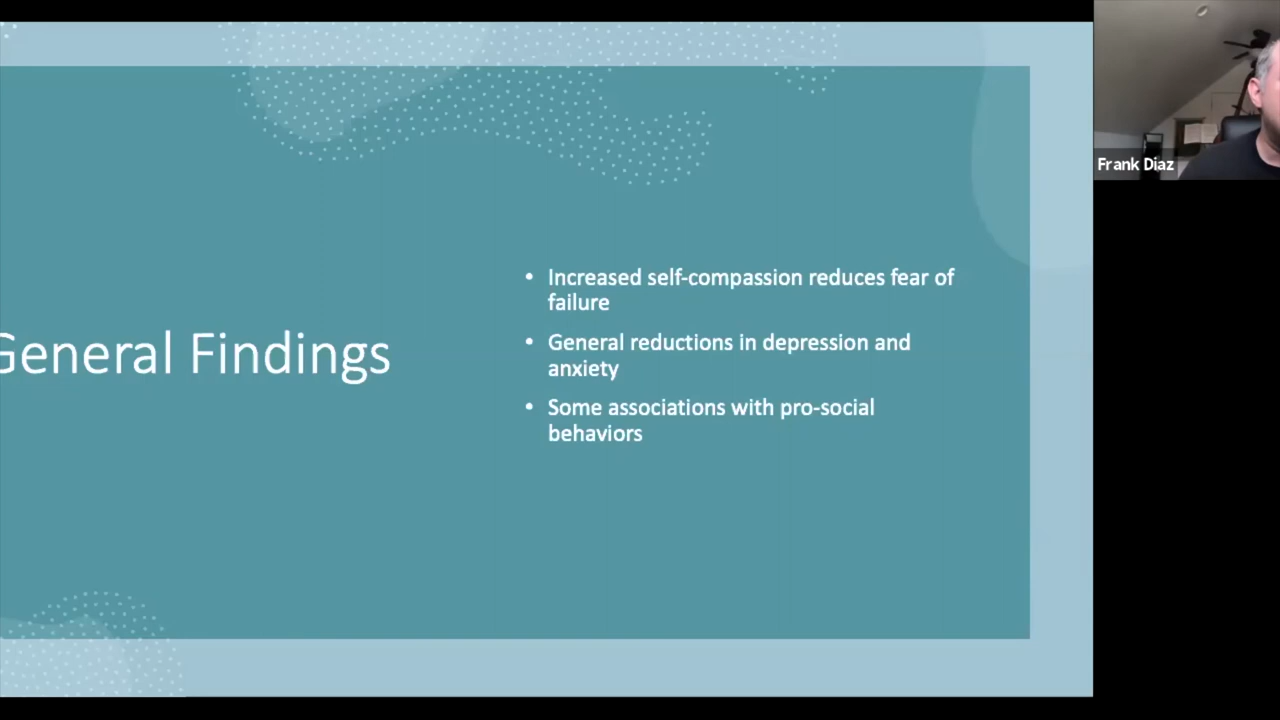 General Findings
• Increased self-compassion reduces fear of
failure
• General reductions in depression and
anxiety
• Some associations with pro-social
behaviors
Frank Diaz